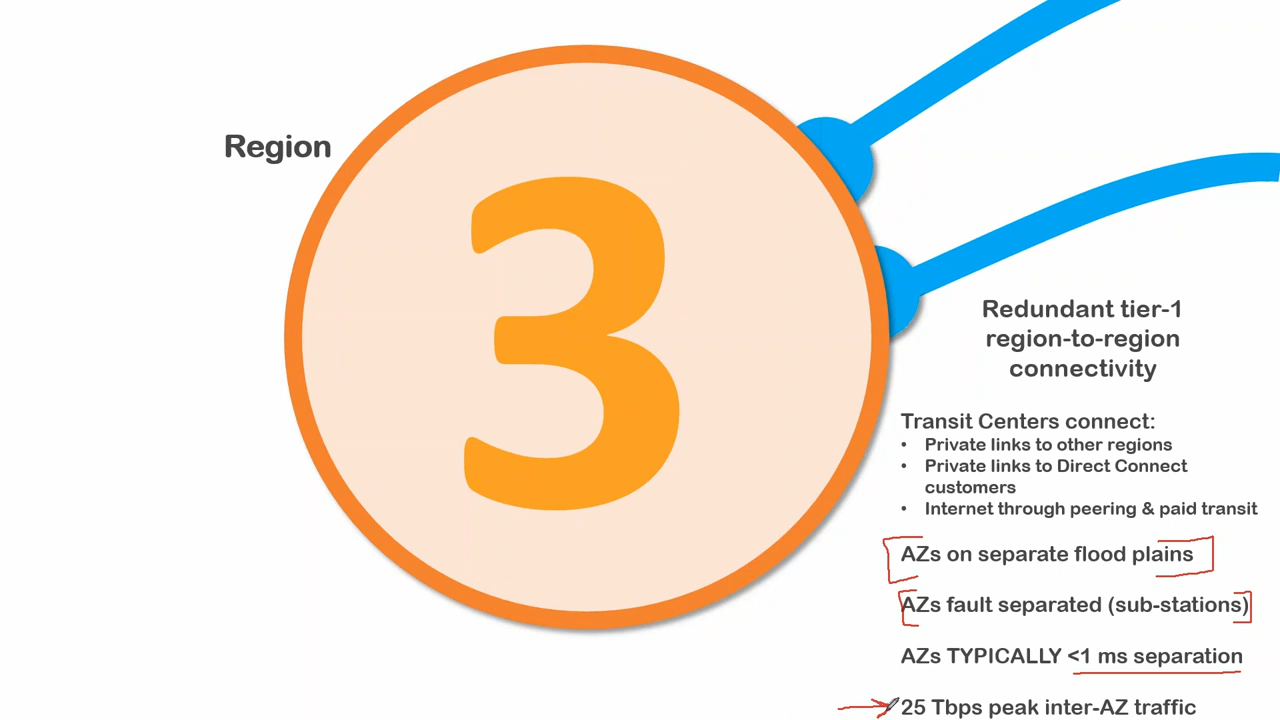 Region
3
Redundant tier-1
region-to-region
connectivity
Transit Centers connect:
• Private links to other regions
• Private links to Direct Connect
customers
• Internet through peering & paid transit
AZs on separate flood plains
AZs fault separated (sub-stations)
AZs TYPICALLY <1 ms separation
25 Tbps peak inter-AZ traffic